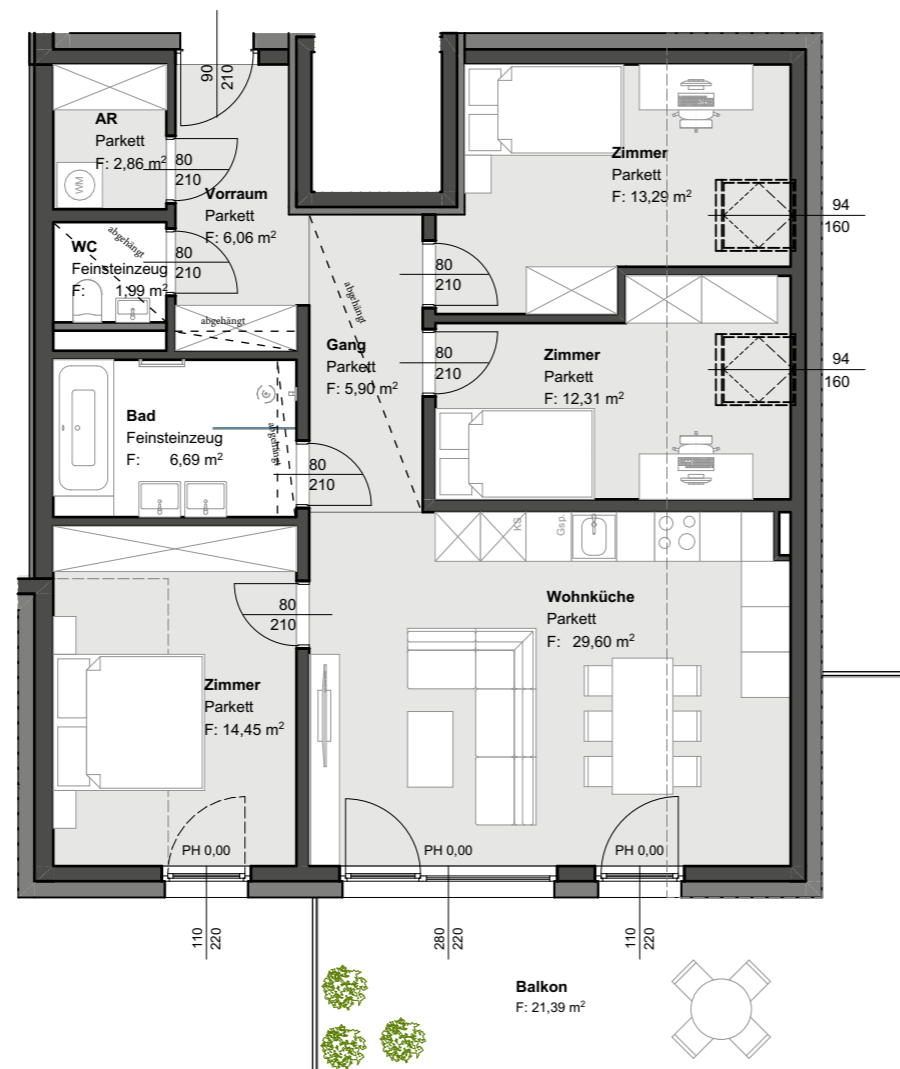 90
210
AR
Parkett
F: 2,86 m²
WM
80
210
Vorraum
Parkett
F: 6,06 m²
Zimmer
Parkett
F: 13,29 m²
94
160
WC
Feinsteinzeug
F: 1,99 m²
abgehängt
80
210
abgehängt
80
210
abgehängt
Gang
Parkett
F: 5,90 m²
80
210
Zimmer
Parkett
F: 12,31 m²
94
160
Bad
Feinsteinzeug
F: 6,69 m²
abgehängt
80
210
KS
Gsp.
Wohnküche
Parkett
F: 29,60 m²
80
210
Zimmer
Parkett
F: 14,45 m²
PH 0,00
PH 0,00
PH 0,00
110
220
280
220
110
220
Balkon
F: 21,39 m²